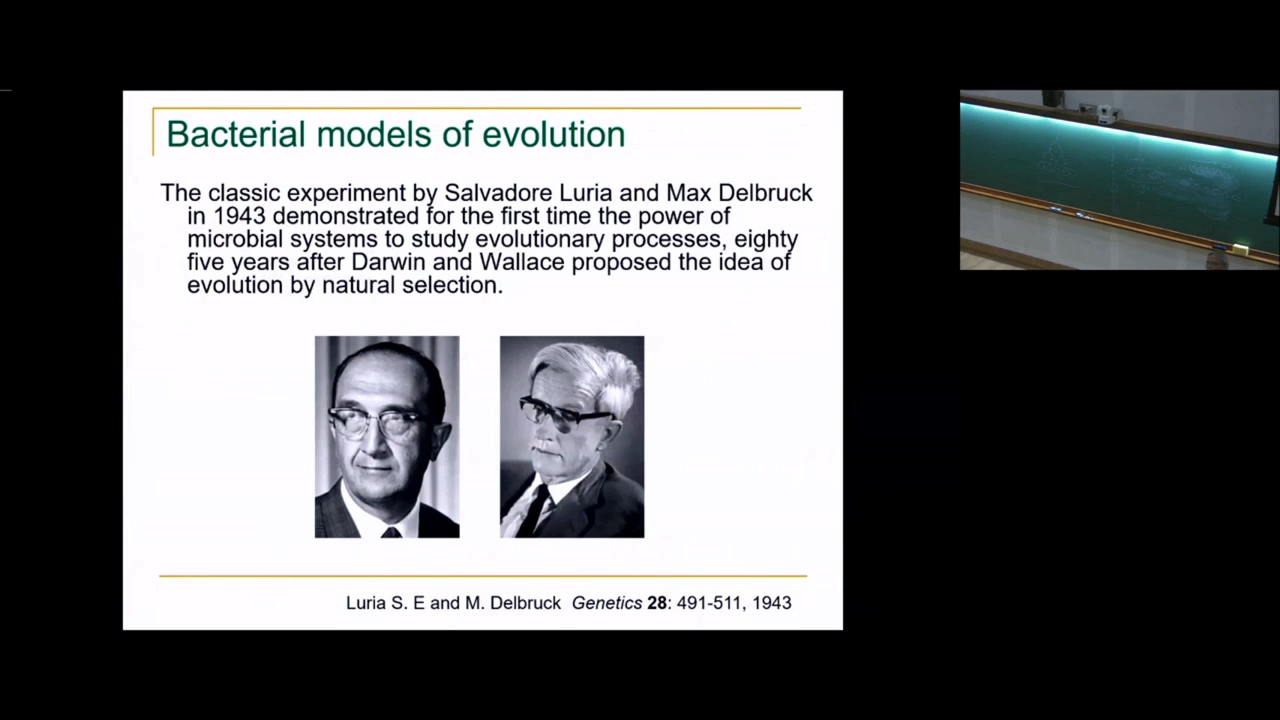 Bacterial models of evolution
The classic experiment by Salvadore Luria and Max Delbruck
in 1943 demonstrated for the first time the power of
microbial systems to study evolutionary processes, eighty
five years after Darwin and Wallace proposed the idea of
evolution by natural selection.
Luria S. E and M. Delbruck Genetics 28: 491-511, 1943